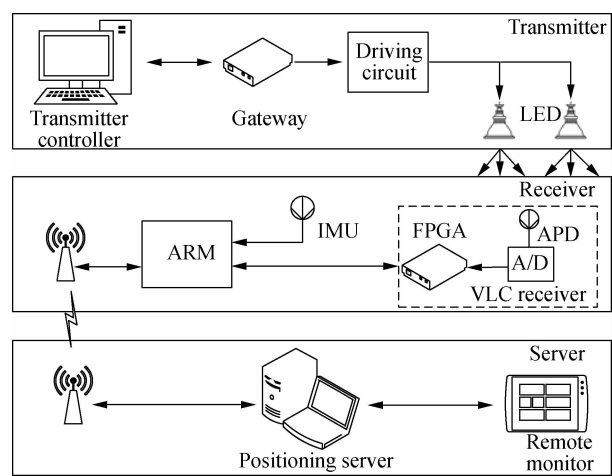 Transmitter
Driving
circuit
Transmitter
controller
Gateway
LED
Receiver
IMU
FPGA
APD
ARM
A/D
VLC receiver
Server
Positioning server
Remote
monitor